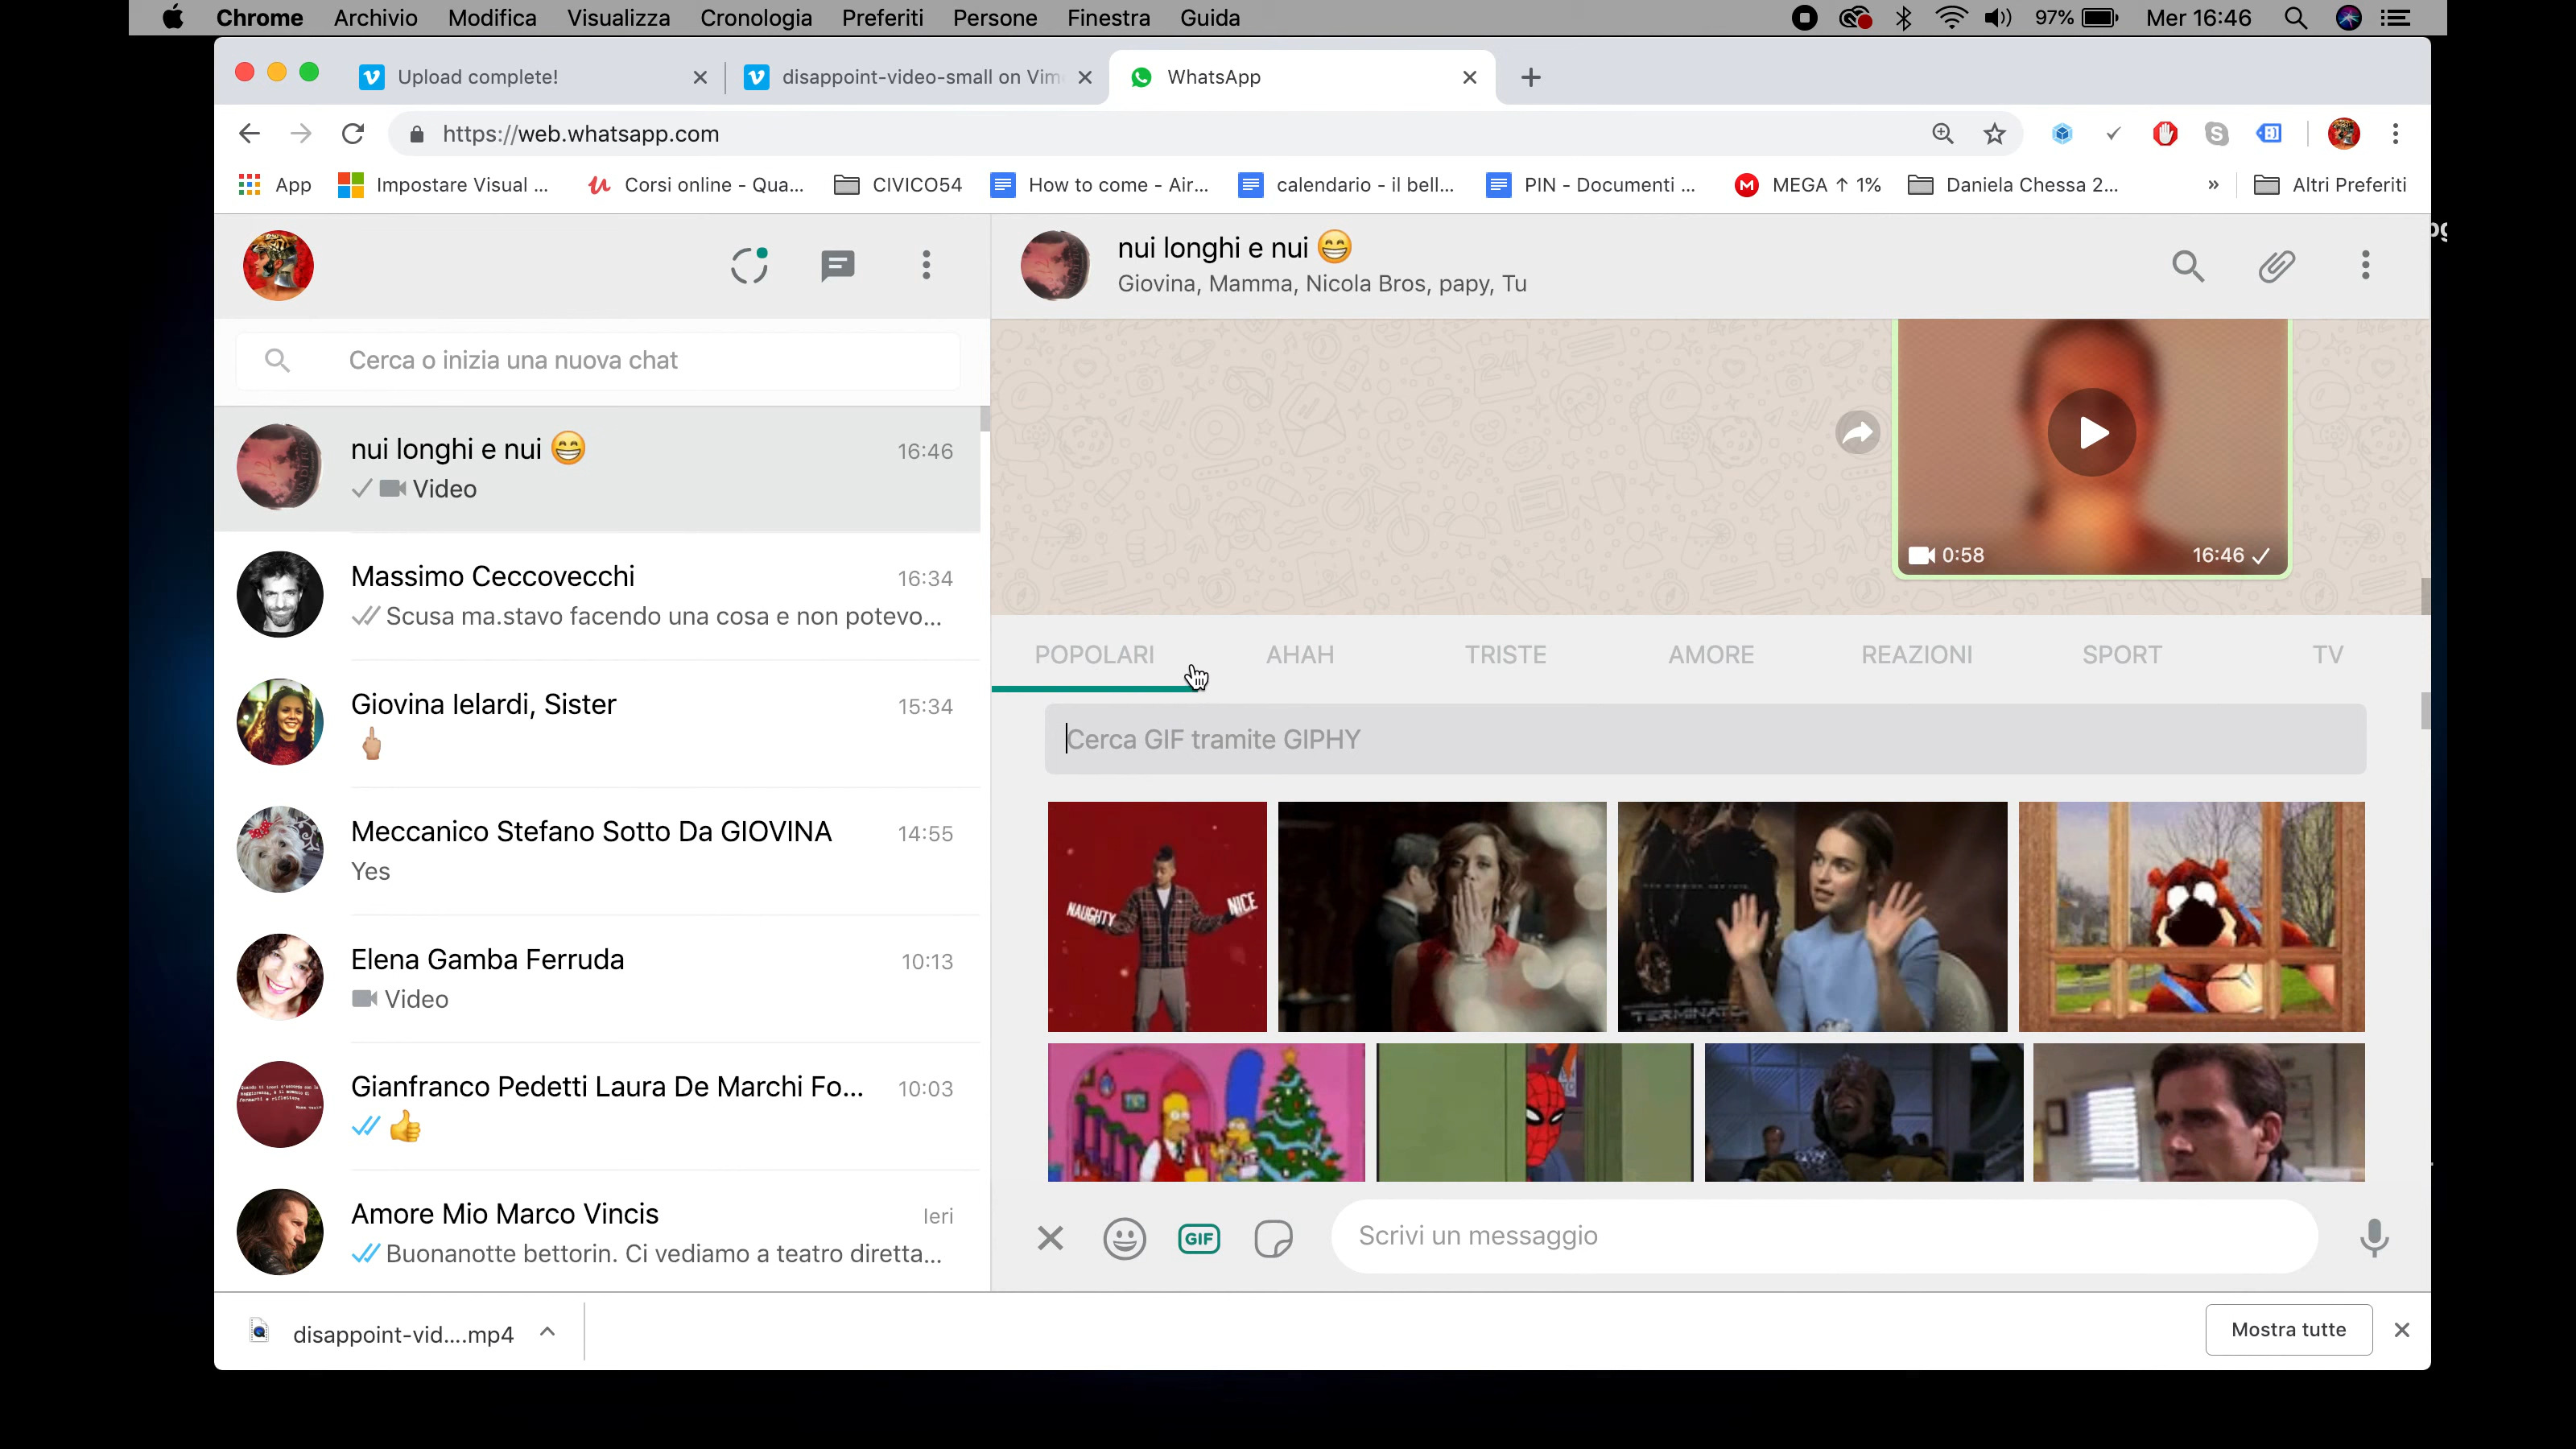 Chrome Archivio Modifica Visualizza Cronologia Preferiti Persone Finestra Guida 97% Mer 16:46
Upload complete! disappoint-video-small on Vim WhatsApp
https://web.whatsapp.com
App Impostare Visual ... Corsi online - Qua... CIVICO54 How to come - Air... calendario - il bell... PIN - Documenti ... MEGA ↑ 1% Daniela Chessa 2... » Altri Preferiti
nui longhi e nui 😁
Giovina, Mamma, Nicola Bros, papy, Tu
Cerca o inizia una nuova chat
nui longhi e nui 😁 16:46
Video
Massimo Ceccovecchi 16:34
Scusa ma.stavo facendo una cosa e non potevo...
Giovina Ielardi, Sister 15:34
🖕🏼
Meccanico Stefano Sotto Da GIOVINA 14:55
Yes
Elena Gamba Ferruda 10:13
Video
Gianfranco Pedetti Laura De Marchi Fo... 10:03
👍
Amore Mio Marco Vincis Ieri
Buonanotte bettorin. Ci vediamo a teatro diretta...
0:58 16:46
POPOLARI AHAH TRISTE AMORE REAZIONI SPORT TV
Cerca GIF tramite GIPHY
NAUGHTY NICE
GIF Scrivi un messaggio
disappoint-vid....mp4 Mostra tutte